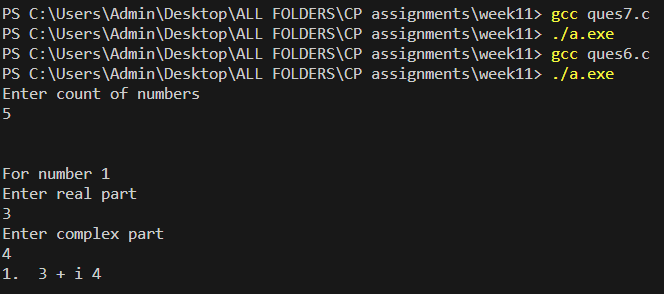 PS C:\Users\Admin\Desktop\ALL FOLDERS\CP assignments\week11> gcc ques7.c
PS C:\Users\Admin\Desktop\ALL FOLDERS\CP assignments\week11> ./a.exe
PS C:\Users\Admin\Desktop\ALL FOLDERS\CP assignments\week11> gcc ques6.c
PS C:\Users\Admin\Desktop\ALL FOLDERS\CP assignments\week11> ./a.exe
Enter count of numbers
5
For number 1
Enter real part
3
Enter complex part
4
1.  3 + i 4